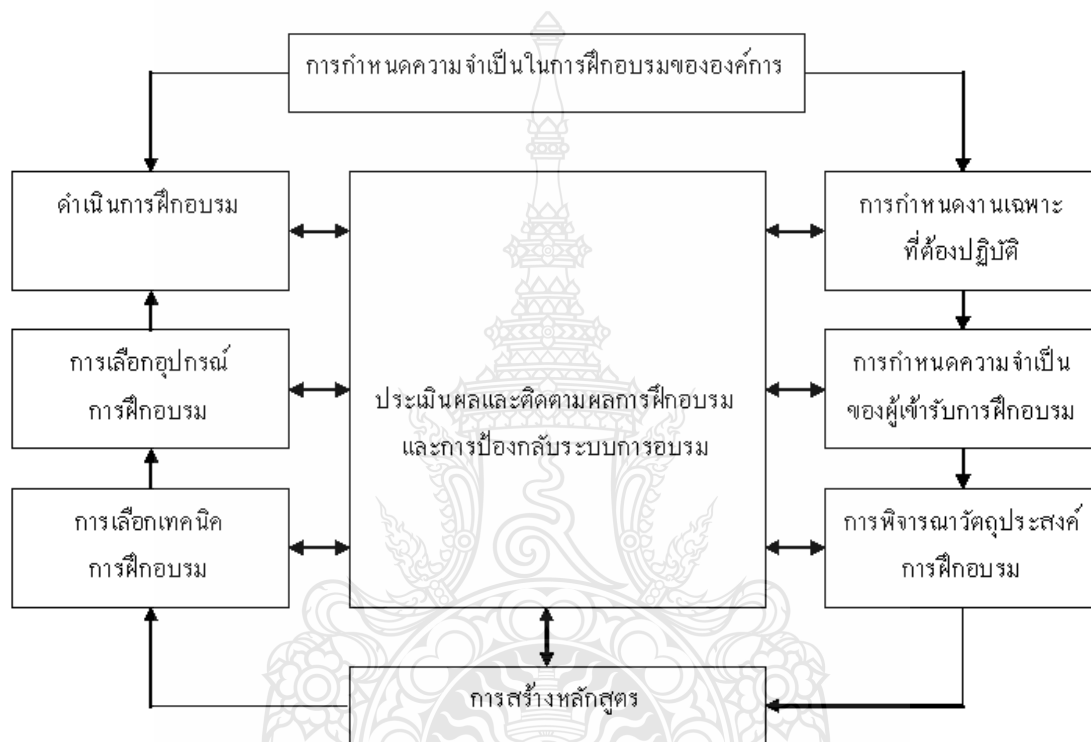 การกำหนดความจำเป็นในการฝึกอบรมขององค์การ
ดำเนินการฝึกอบรม
การกำหนดงานเฉพาะ
ที่ต้องปฏิบัติ
การเลือกอุปกรณ์
การฝึกอบรม
ประเมินผลและติดตามผลการฝึกอบรม
และการป้องกลับระบบการอบรม
การกำหนดความจำเป็น
ของผู้เข้ารับการฝึกอบรม
การเลือกเทคนิค
การฝึกอบรม
การพิจารณาวัตถุประสงค์
การฝึกอบรม
การสร้างหลักสูตร